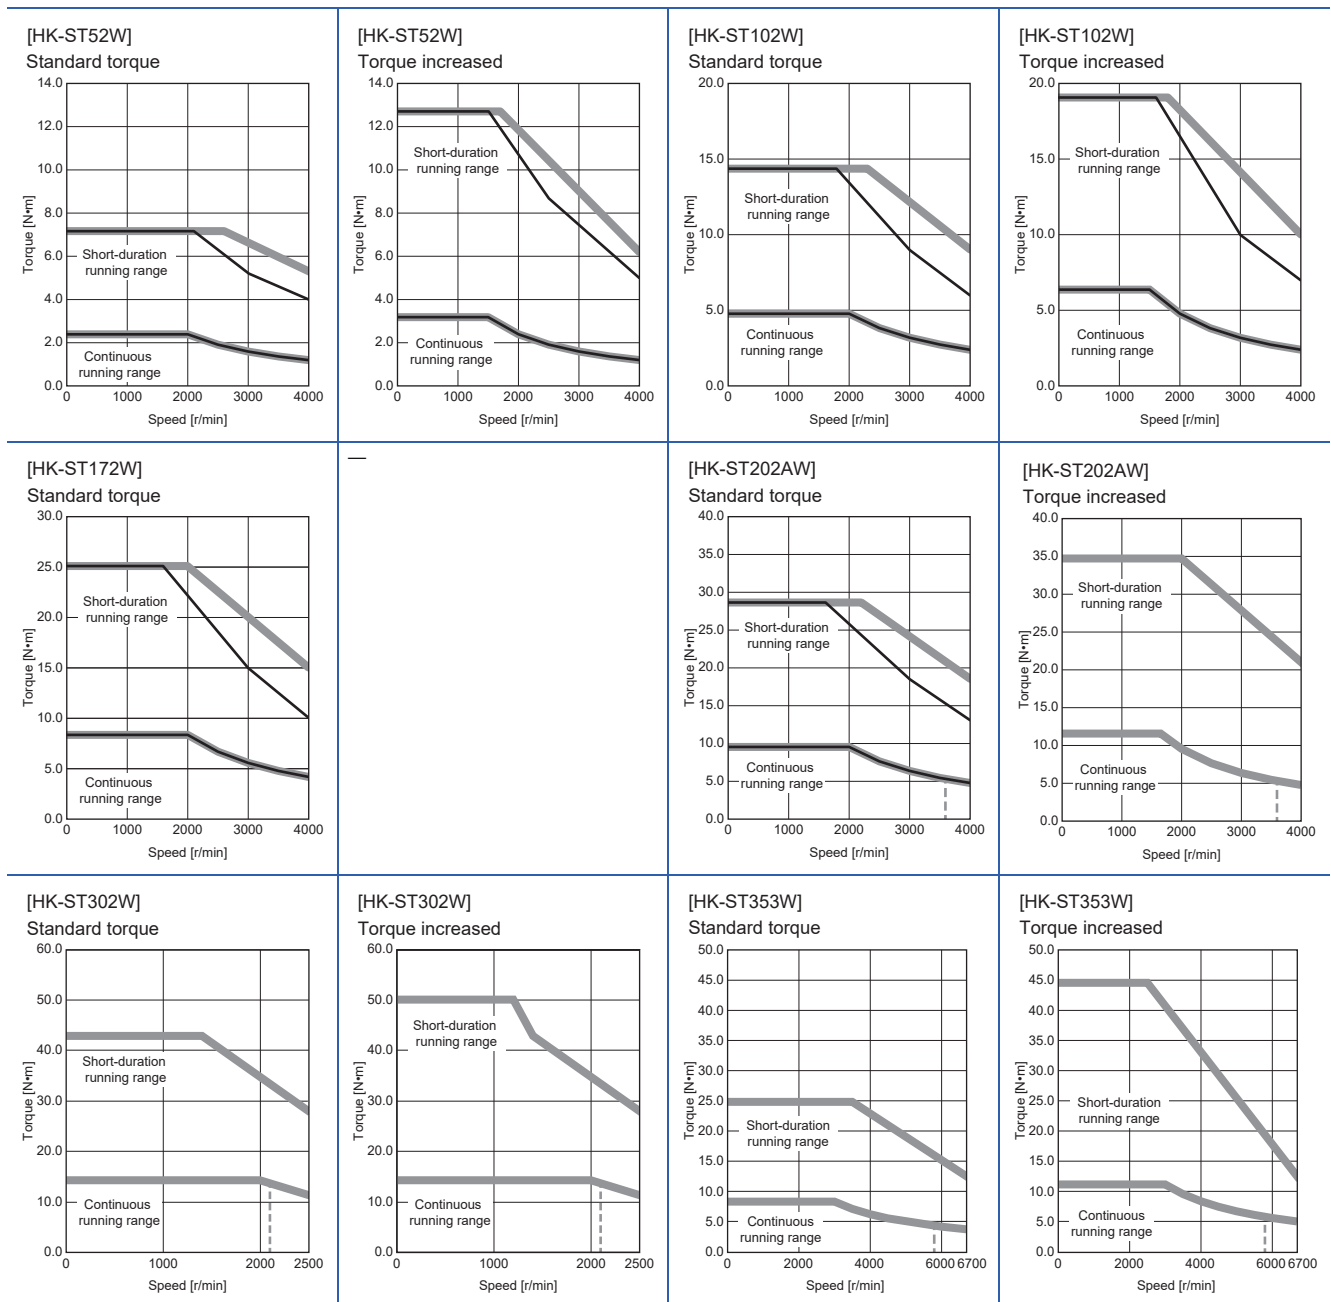 [HK-ST52W]
Standard torque
14.0
12.0
10.0
8.0
6.0
4.0
2.0
0.0
Torque [N•m]
Short-duration
running range
Continuous
running range
0 1000 2000 3000 4000
Speed [r/min]
[HK-ST52W]
Torque increased
14.0
12.0
10.0
8.0
6.0
4.0
2.0
0.0
Torque [N•m]
Short-duration
running range
Continuous
running range
0 1000 2000 3000 4000
Speed [r/min]
[HK-ST102W]
Standard torque
20.0
15.0
10.0
5.0
0.0
Torque [N•m]
Short-duration
running range
Continuous
running range
0 1000 2000 3000 4000
Speed [r/min]
[HK-ST102W]
Torque increased
20.0
15.0
10.0
5.0
0.0
Torque [N•m]
Short-duration
running range
Continuous
running range
0 1000 2000 3000 4000
Speed [r/min]
[HK-ST172W]
Standard torque
30.0
25.0
20.0
15.0
10.0
5.0
0.0
Torque [N•m]
Short-duration
running range
Continuous
running range
0 1000 2000 3000 4000
Speed [r/min]
—
[HK-ST202AW]
Standard torque
40.0
35.0
30.0
25.0
20.0
15.0
10.0
5.0
0.0
Torque [N•m]
Short-duration
running range
Continuous
running range
0 1000 2000 3000 4000
Speed [r/min]
[HK-ST202AW]
Torque increased
40.0
35.0
30.0
25.0
20.0
15.0
10.0
5.0
0.0
Torque [N•m]
Short-duration
running range
Continuous
running range
0 1000 2000 3000 4000
Speed [r/min]
[HK-ST302W]
Standard torque
60.0
50.0
40.0
30.0
20.0
10.0
0.0
Torque [N•m]
Short-duration
running range
Continuous
running range
0 1000 2000 2500
Speed [r/min]
[HK-ST302W]
Torque increased
60.0
50.0
40.0
30.0
20.0
10.0
0.0
Torque [N•m]
Short-duration
running range
Continuous
running range
0 1000 2000 2500
Speed [r/min]
[HK-ST353W]
Standard torque
50.0
45.0
40.0
35.0
30.0
25.0
20.0
15.0
10.0
5.0
0.0
Torque [N•m]
Short-duration
running range
Continuous
running range
0 2000 4000 6000 6700
Speed [r/min]
[HK-ST353W]
Torque increased
50.0
45.0
40.0
35.0
30.0
25.0
20.0
15.0
10.0
5.0
0.0
Torque [N•m]
Short-duration
running range
Continuous
running range
0 2000 4000 6000 6700
Speed [r/min]